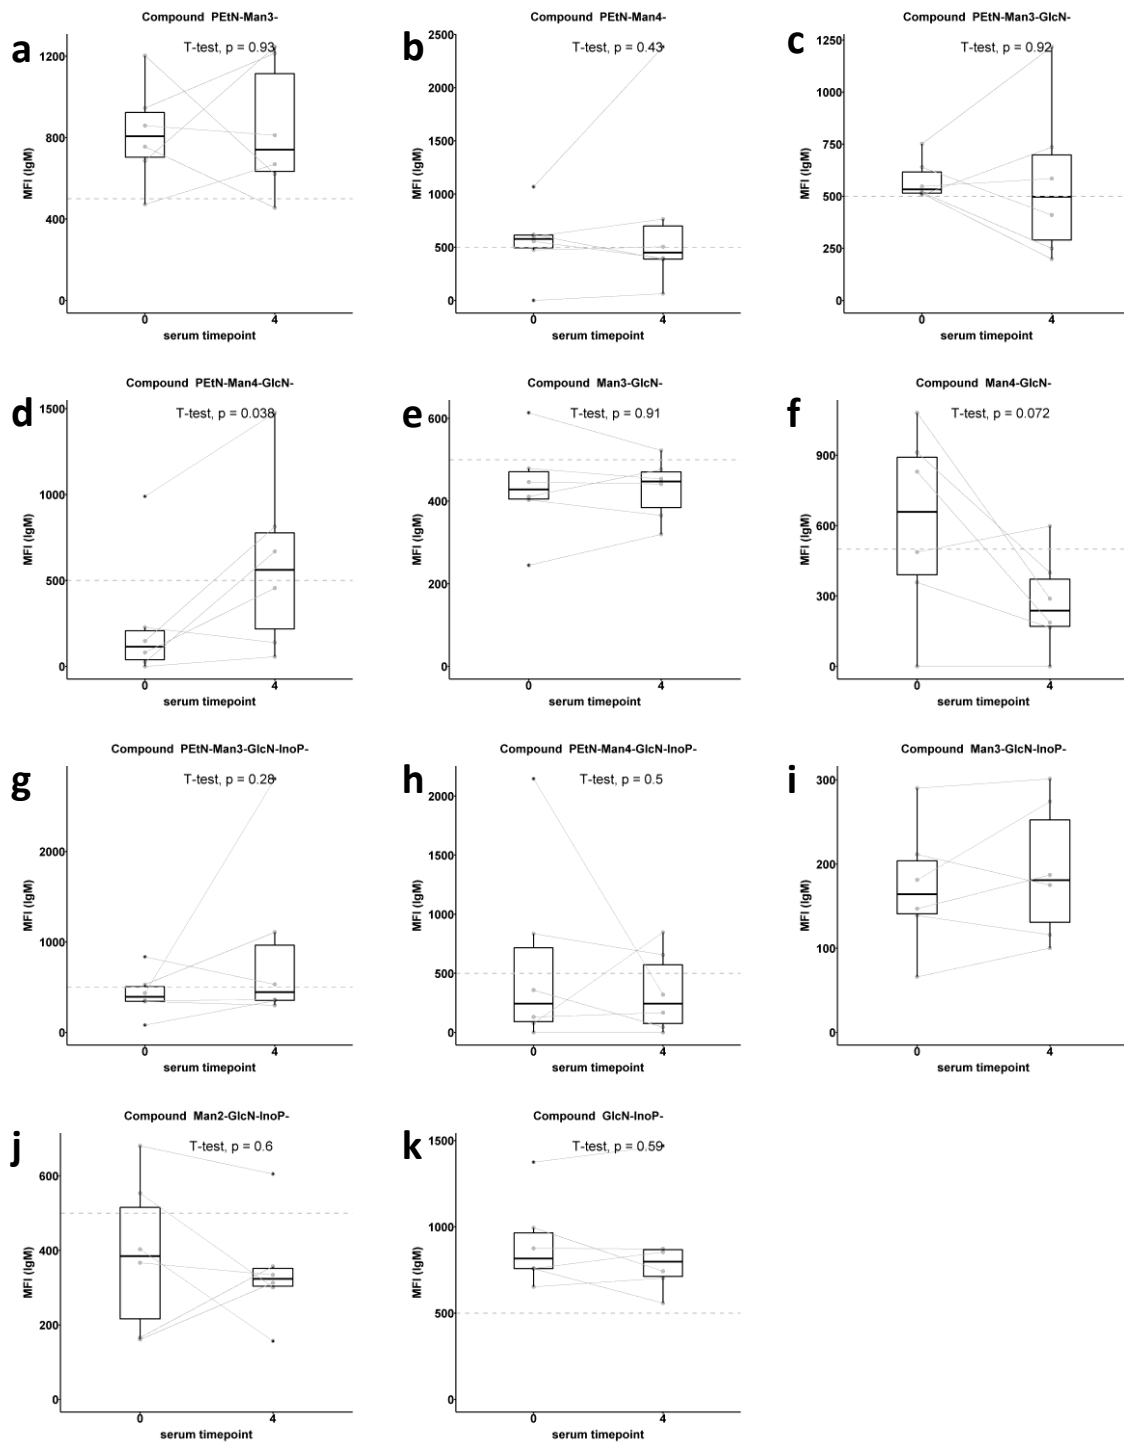 a
Compound PEtN-Man3-
T-test, p = 0.93
MFI (IgM)
1200
800
400
0
0
4
serum timepoint
b
Compound PEtN-Man4-
T-test, p = 0.43
MFI (IgM)
2500
2000
1500
1000
500
0
0
4
serum timepoint
c
Compound PEtN-Man3-GlcN-
T-test, p = 0.92
MFI (IgM)
1250
1000
750
500
250
0
0
4
serum timepoint
d
Compound PEtN-Man4-GlcN-
T-test, p = 0.038
MFI (IgM)
1500
1000
500
0
0
4
serum timepoint
e
Compound Man3-GlcN-
T-test, p = 0.91
MFI (IgM)
600
400
200
0
0
4
serum timepoint
f
Compound Man4-GlcN-
T-test, p = 0.072
MFI (IgM)
900
600
300
0
0
4
serum timepoint
g
Compound PEtN-Man3-GlcN-InoP-
T-test, p = 0.28
MFI (IgM)
2000
1000
0
0
4
serum timepoint
h
Compound PEtN-Man4-GlcN-InoP-
T-test, p = 0.5
MFI (IgM)
2000
1500
1000
500
0
0
4
serum timepoint
i
Compound Man3-GlcN-InoP-
MFI (IgM)
300
200
100
0
0
4
serum timepoint
j
Compound Man2-GlcN-InoP-
T-test, p = 0.6
MFI (IgM)
600
400
200
0
0
4
serum timepoint
k
Compound GlcN-InoP-
T-test, p = 0.59
MFI (IgM)
1500
1000
500
0
0
4
serum timepoint